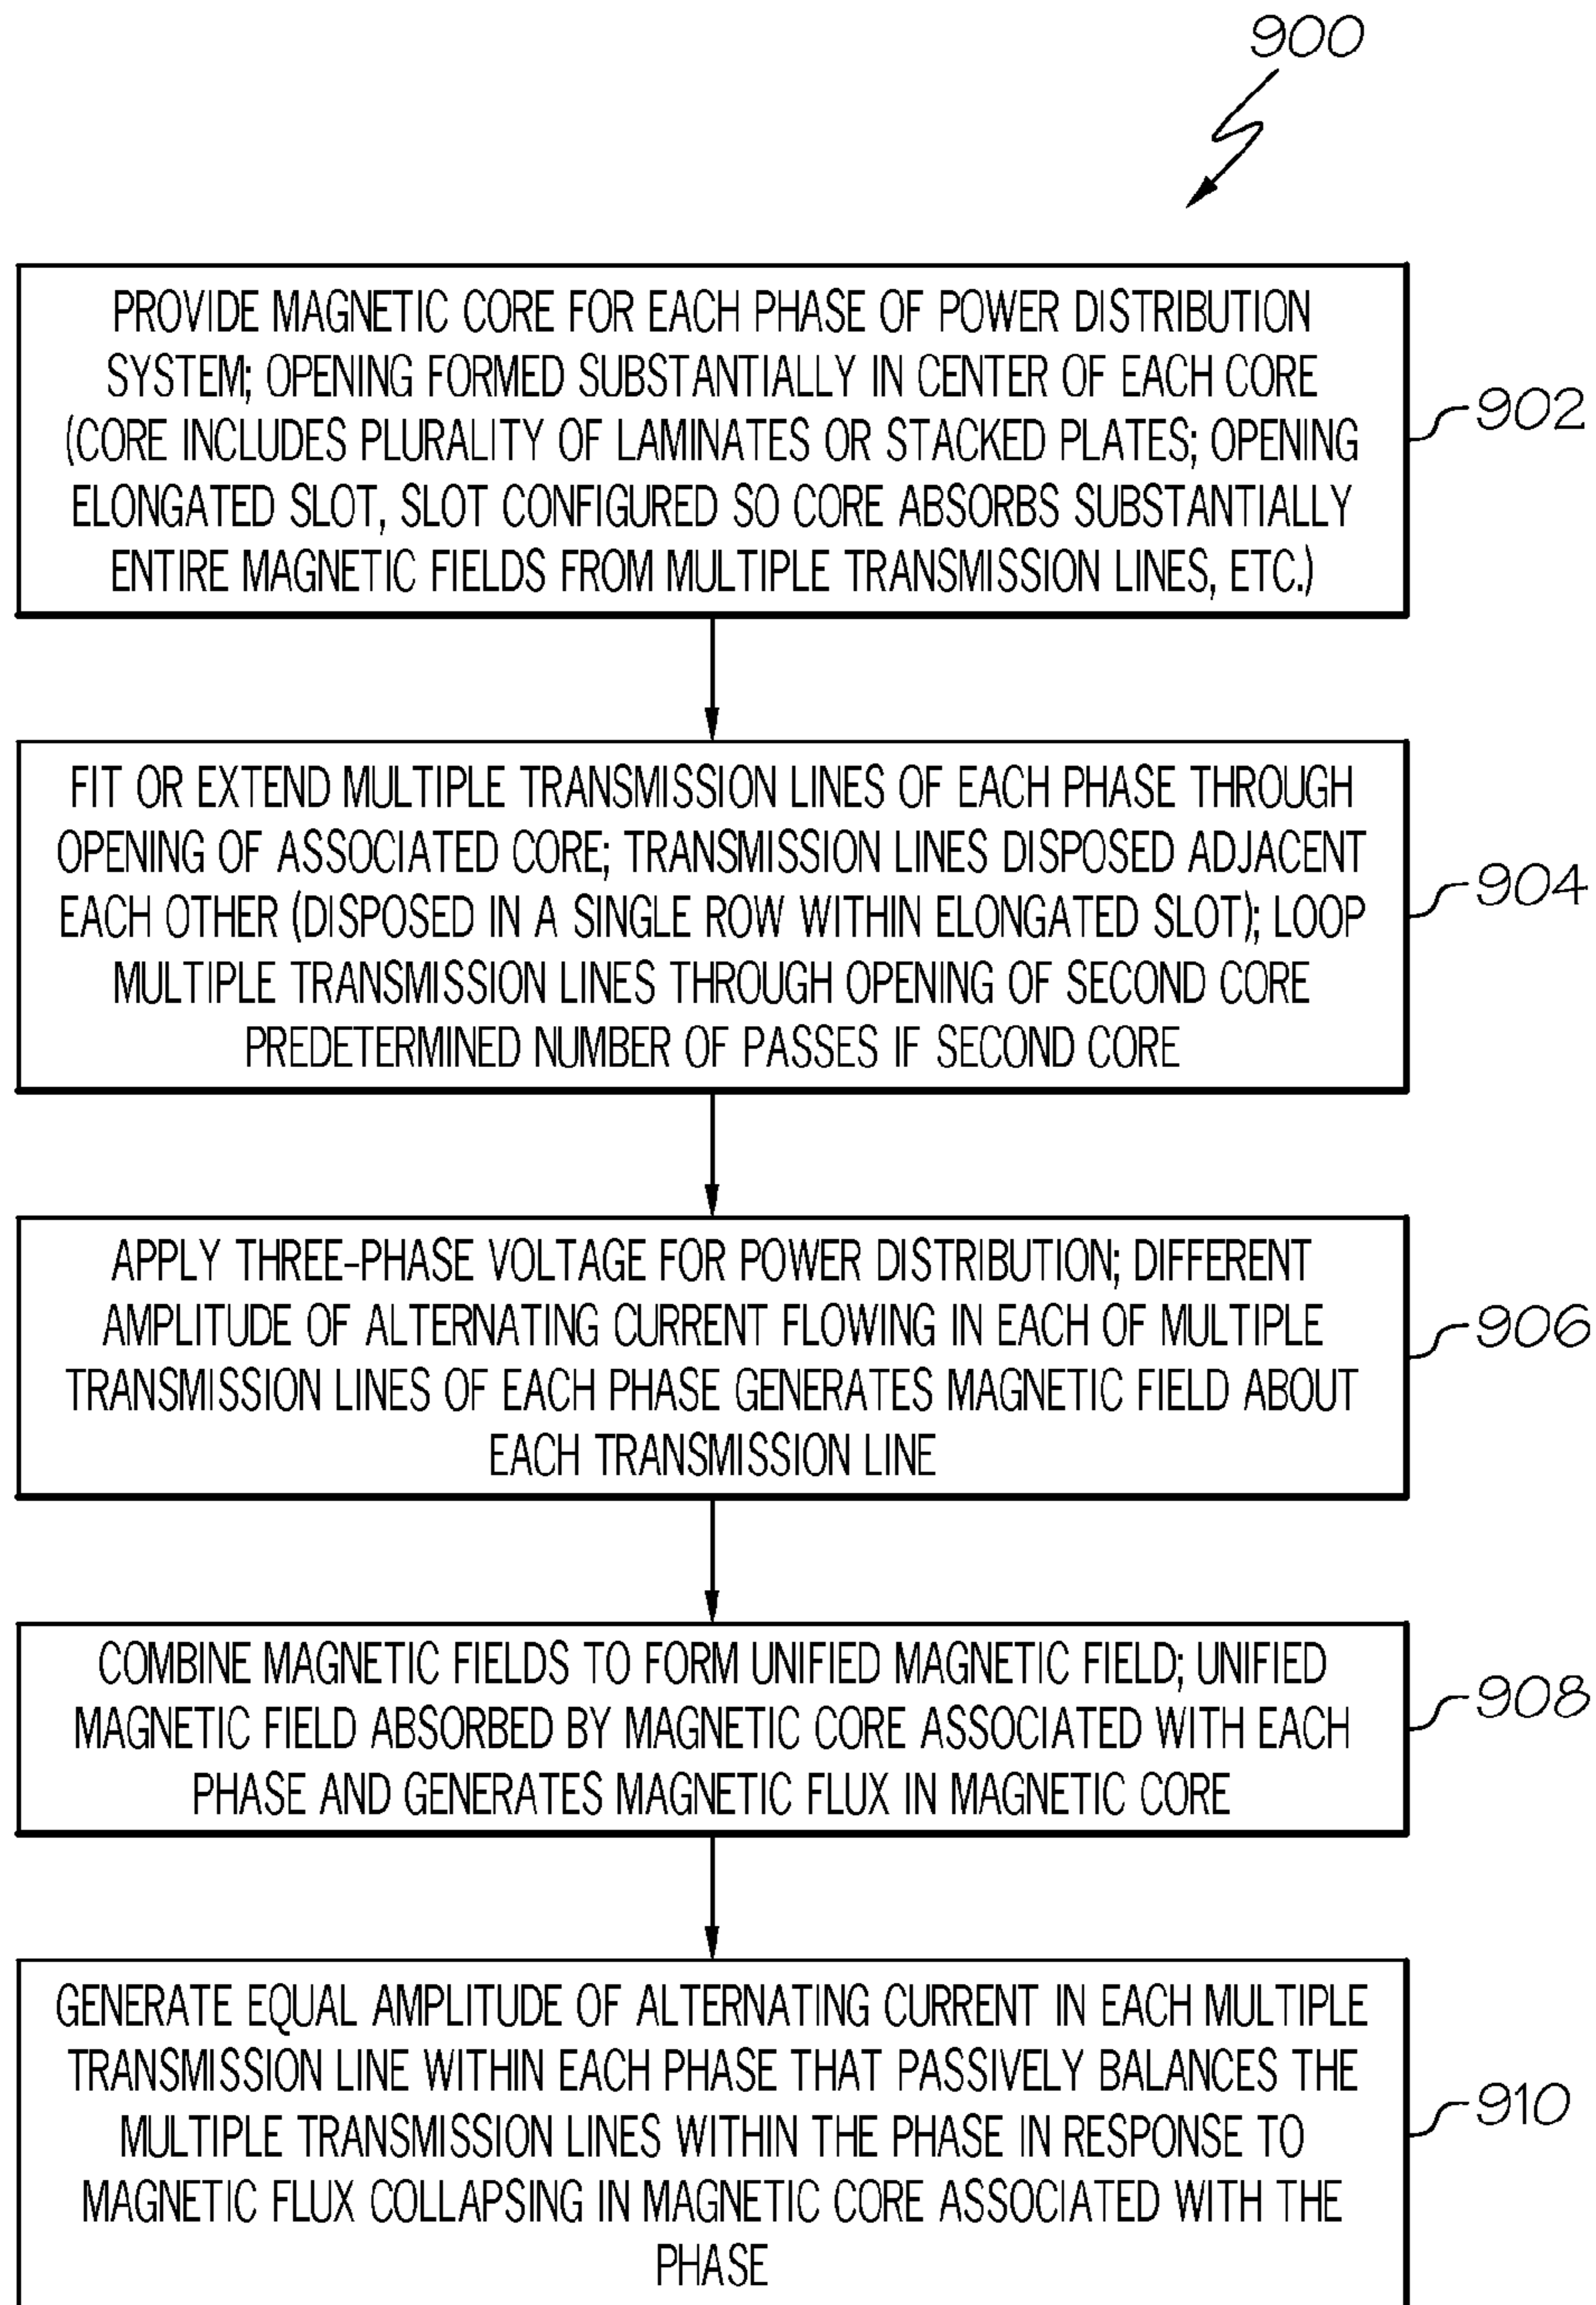 900
PROVIDE MAGNETIC CORE FOR EACH PHASE OF POWER DISTRIBUTION
SYSTEM; OPENING FORMED SUBSTANTIALLY IN CENTER OF EACH CORE
(CORE INCLUDES PLURALITY OF LAMINATES OR STACKED PLATES; OPENING
ELONGATED SLOT, SLOT CONFIGURED SO CORE ABSORBS SUBSTANTIALLY
ENTIRE MAGNETIC FIELDS FROM MULTIPLE TRANSMISSION LINES, ETC.)
902
FIT OR EXTEND MULTIPLE TRANSMISSION LINES OF EACH PHASE THROUGH
OPENING OF ASSOCIATED CORE; TRANSMISSION LINES DISPOSED ADJACENT
EACH OTHER (DISPOSED IN A SINGLE ROW WITHIN ELONGATED SLOT); LOOP
MULTIPLE TRANSMISSION LINES THROUGH OPENING OF SECOND CORE
PREDETERMINED NUMBER OF PASSES IF SECOND CORE
904
APPLY THREE-PHASE VOLTAGE FOR POWER DISTRIBUTION; DIFFERENT
AMPLITUDE OF ALTERNATING CURRENT FLOWING IN EACH OF MULTIPLE
TRANSMISSION LINES OF EACH PHASE GENERATES MAGNETIC FIELD ABOUT
EACH TRANSMISSION LINE
906
COMBINE MAGNETIC FIELDS TO FORM UNIFIED MAGNETIC FIELD; UNIFIED
MAGNETIC FIELD ABSORBED BY MAGNETIC CORE ASSOCIATED WITH EACH
PHASE AND GENERATES MAGNETIC FLUX IN MAGNETIC CORE
908
GENERATE EQUAL AMPLITUDE OF ALTERNATING CURRENT IN EACH MULTIPLE
TRANSMISSION LINE WITHIN EACH PHASE THAT PASSIVELY BALANCES THE
MULTIPLE TRANSMISSION LINES WITHIN THE PHASE IN RESPONSE TO
MAGNETIC FLUX COLLAPSING IN MAGNETIC CORE ASSOCIATED WITH THE
PHASE
910